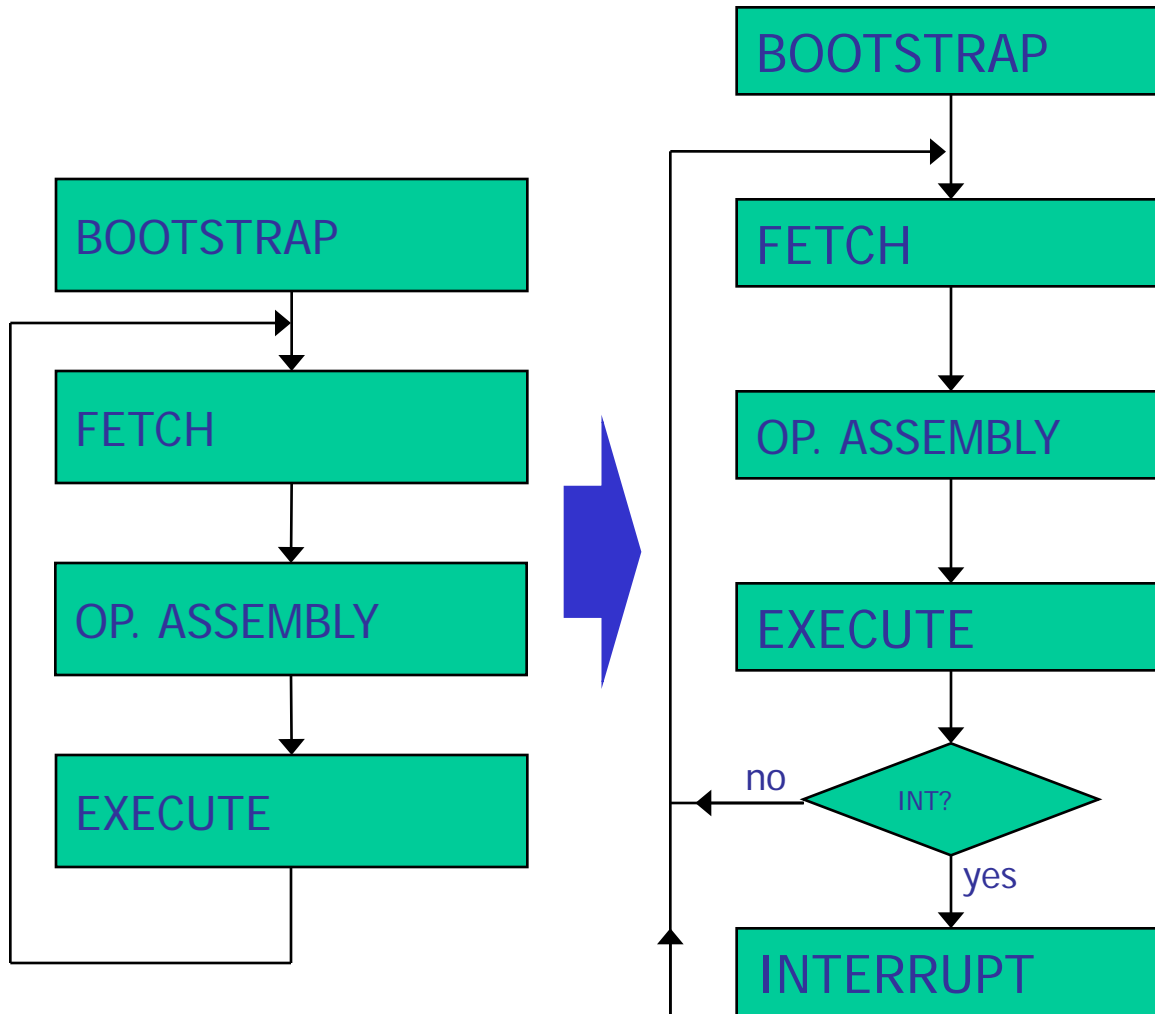 BOOTSTRAP
FETCH
OP. ASSEMBLY
EXECUTE
BOOTSTRAP
FETCH
OP. ASSEMBLY
EXECUTE
INT?
no
yes
INTERRUPT